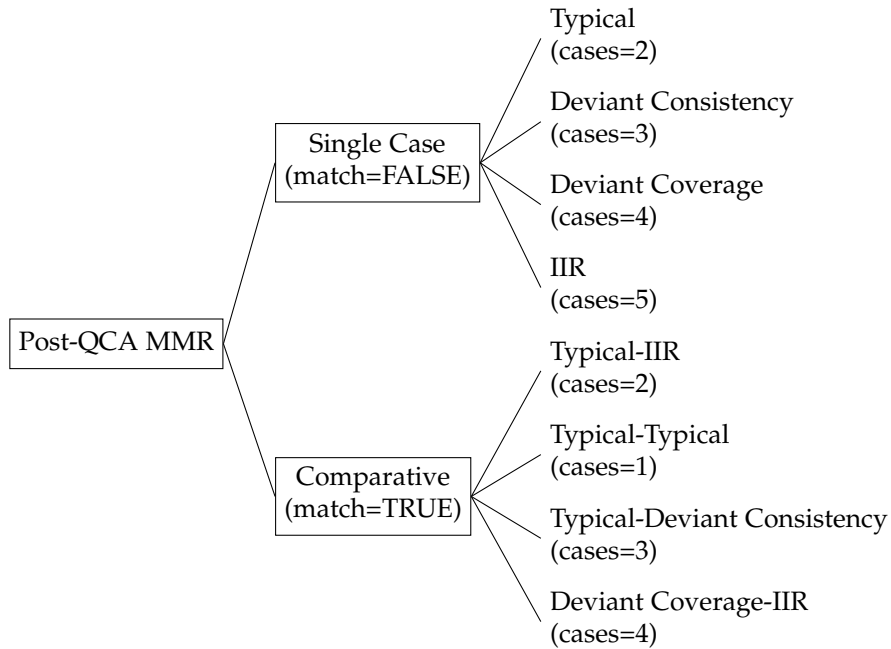 Post-QCA MMR
Single Case
(match=FALSE)
Typical
(cases=2)
Deviant Consistency
(cases=3)
Deviant Coverage
(cases=4)
IIR
(cases=5)
Comparative
(match=TRUE)
Typical-IIR
(cases=2)
Typical-Typical
(cases=1)
Typical-Deviant Consistency
(cases=3)
Deviant Coverage-IIR
(cases=4)